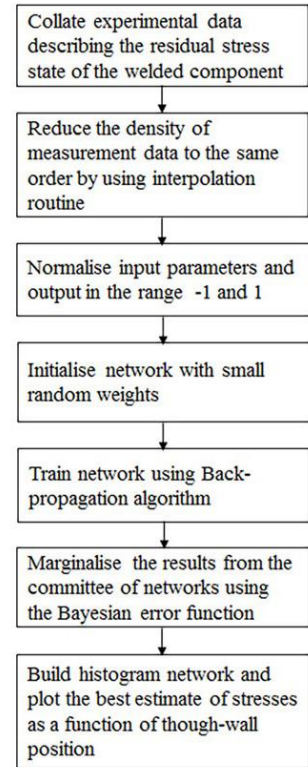 Collate experimental data
describing the residual stress
state of the welded component
Reduce the density of
measurement data to the same
order by using interpolation
routine
Normalise input parameters and
output in the range -1 and 1
Initialise network with small
random weights
Train network using Back-
propagation algorithm
Marginalise the results from the
committee of networks using
the Bayesian error function
Build histogram network and
plot the best estimate of stresses
as a function of though-wall
position